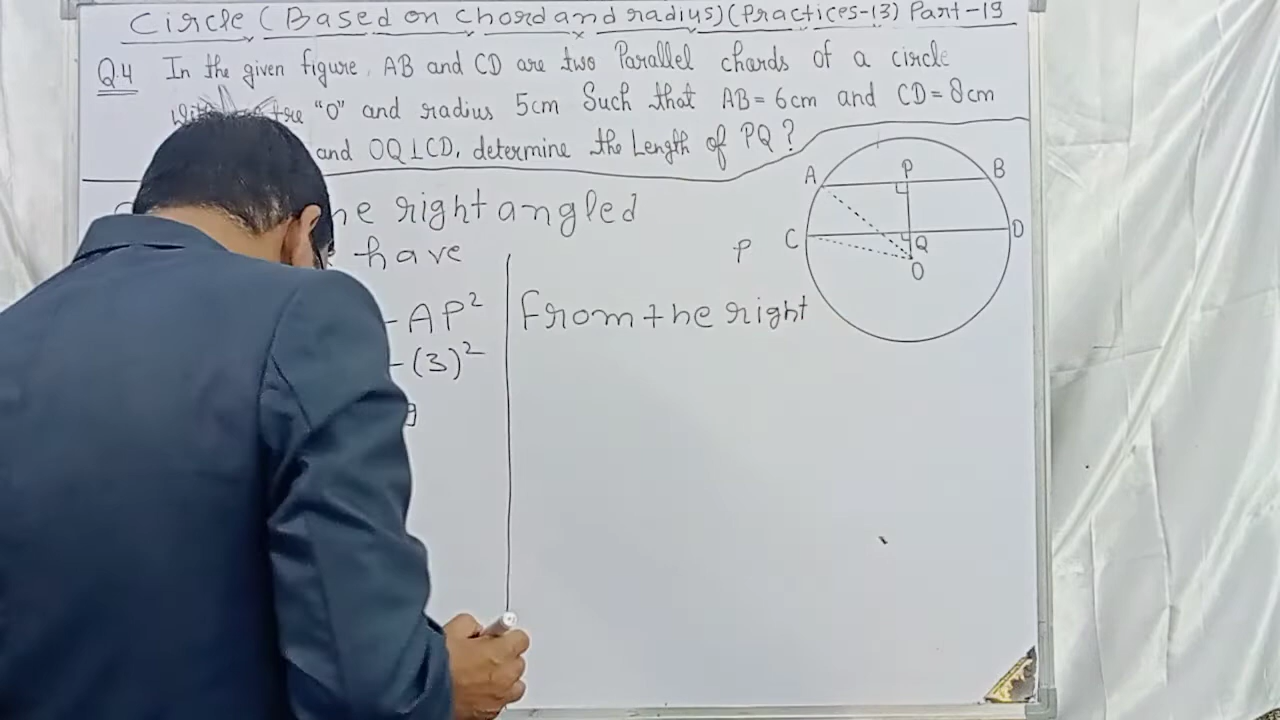 Circle (Based on chord and radius) (Practices-13) Part-19
Q.4 In the given figure, AB and CD are two Parallel chords of a circle
"O" and radius 5cm Such that AB = 6cm and CD = 8cm
and OQ⊥CD, determine the Length of PQ?
A P B
C Q D
O
right angled
have
P
- AP²
- (3)²
9
From the right